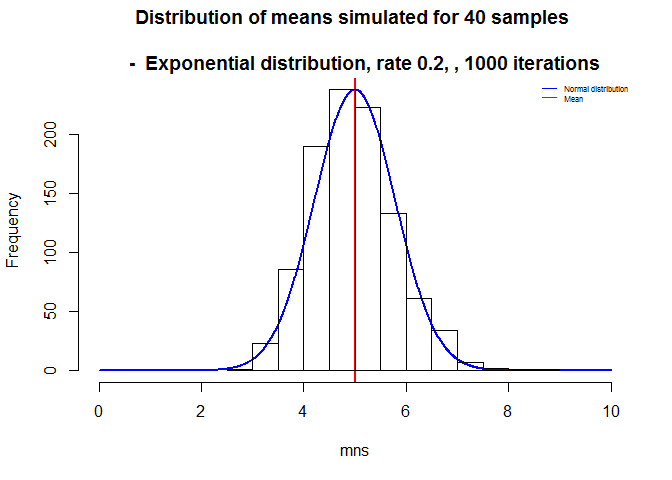 Distribution of means simulated for 40 samples
- Exponential distribution, rate 0.2, , 1000 iterations
Normal distribution
Mean
Frequency
200
150
100
50
0
0 2 4 6 8 10
mns